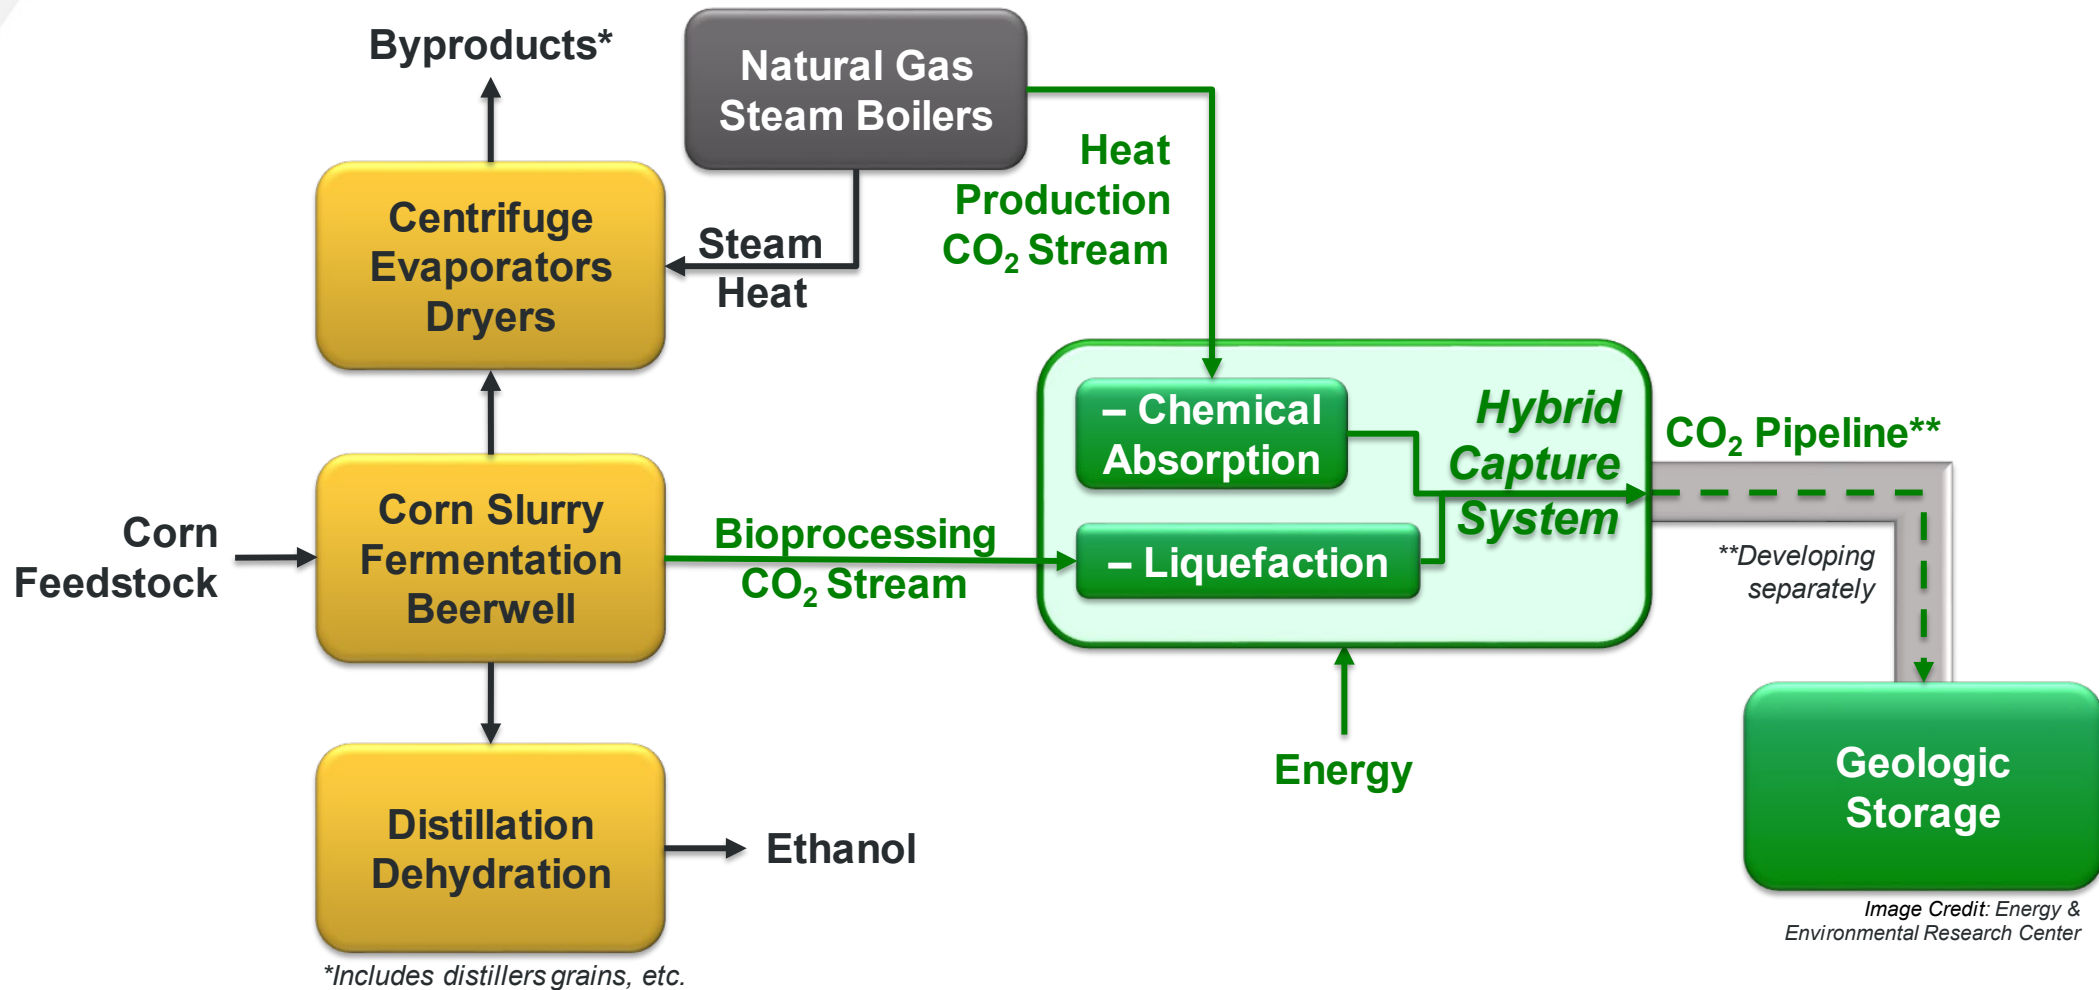 Byproducts*
Natural Gas
Steam Boilers
Centrifuge
Evaporators
Dryers
Steam
Heat
Heat
Production
CO₂ Stream
Corn
Feedstock
Corn Slurry
Fermentation
Beerwell
Bioprocessing
CO₂ Stream
– Chemical
Absorption
– Liquefaction
Hybrid
Capture
System
CO₂ Pipeline**
**Developing
separately
Energy
Distillation
Dehydration
Ethanol
Geologic
Storage
Image Credit: Energy &
Environmental Research Center
*Includes distillers grains, etc.